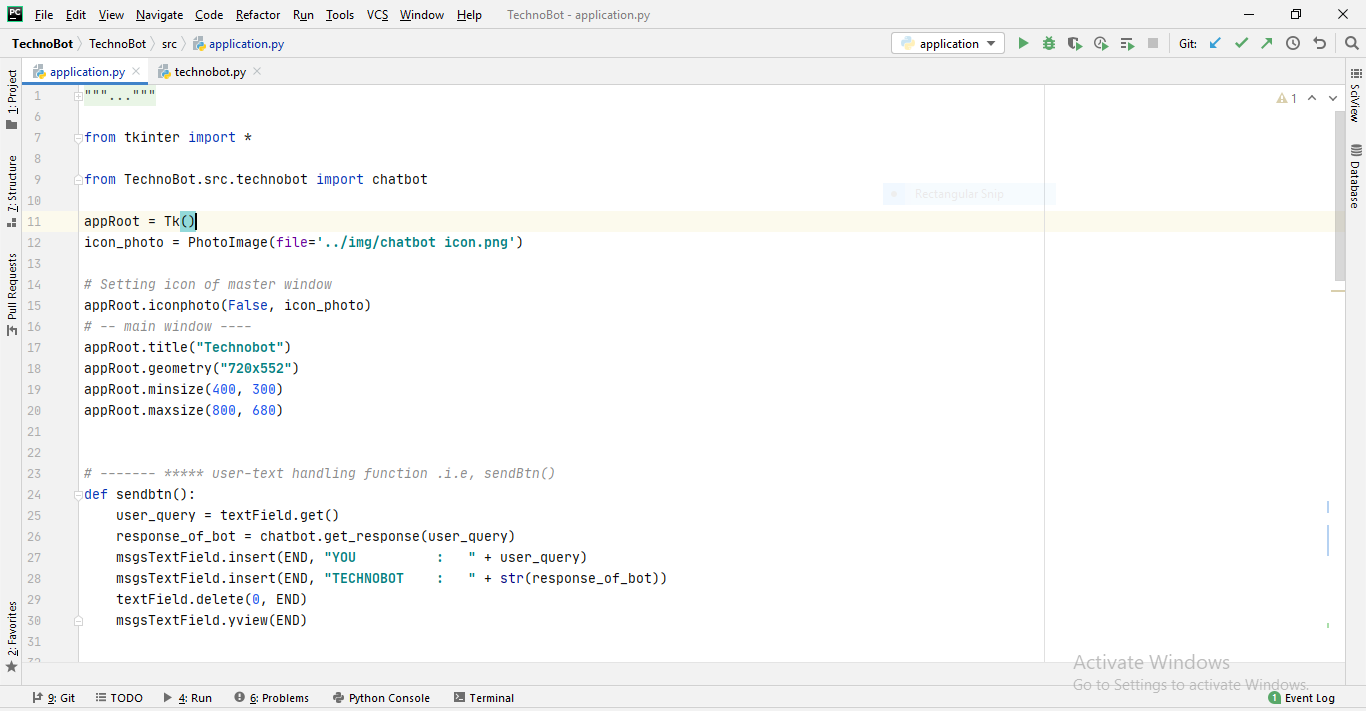 PC File Edit View Navigate Code Refactor Run Tools VCS Window Help TechnoBot - application.py
TechnoBot TechnoBot src application.py application Git:
application.py technobot.py
1: Project
7: Structure
Pull Requests
2: Favorites
1 """..."""
6
7 from tkinter import *
8
9 from TechnoBot.src.technobot import chatbot
10
11 appRoot = Tk()
12 icon_photo = PhotoImage(file='../img/chatbot icon.png')
13
14 # Setting icon of master window
15 appRoot.iconphoto(False, icon_photo)
16 # -- main window ----
17 appRoot.title("Technobot")
18 appRoot.geometry("720x552")
19 appRoot.minsize(400, 300)
20 appRoot.maxsize(800, 680)
21
22
23 # ------- ***** user-text handling function .i.e, sendBtn()
24 def sendbtn():
25     user_query = textField.get()
26     response_of_bot = chatbot.get_response(user_query)
27     msgsTextField.insert(END, "YOU          :   " + user_query)
28     msgsTextField.insert(END, "TECHNOBOT    :   " + str(response_of_bot))
29     textField.delete(0, END)
30     msgsTextField.yview(END)
31
32
1
Rectangular Snip
SciView
Database
Activate Windows
Go to Settings to activate Windows.
9: Git TODO 4: Run 6: Problems Python Console Terminal 1 Event Log